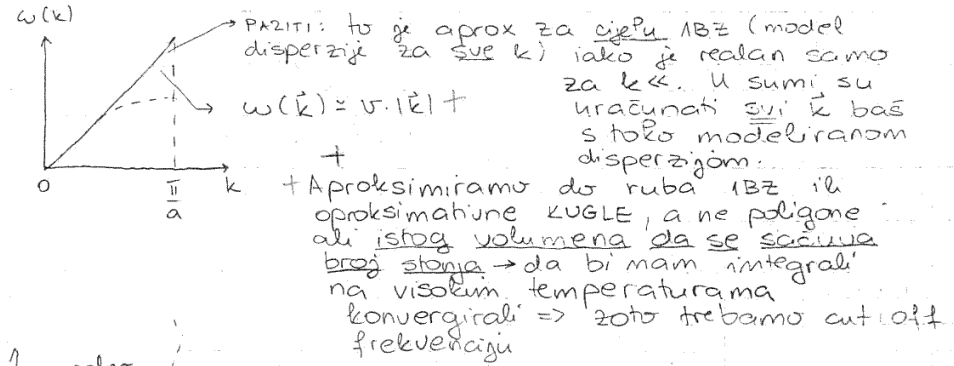 ω(k)
PAZITI: to je aprox za cijelu 1BZ (model
disperzije za sve k) iako je realan samo
za k≪. U sumi su
ω(k⃗) ≃ v·|k⃗| +
uračunati svi k⃗ baš
s tako modeliranom
disperzijom.
+
0
π/a
k
+ Aproksimiramo do ruba 1BZ ili
aproksimativne KUGLE, a ne poligone
ali istog volumena da se sačuva
broj stanja → da bi nam integrali
na visokim temperaturama
konvergirali => zato trebamo cut off
frekvenciju